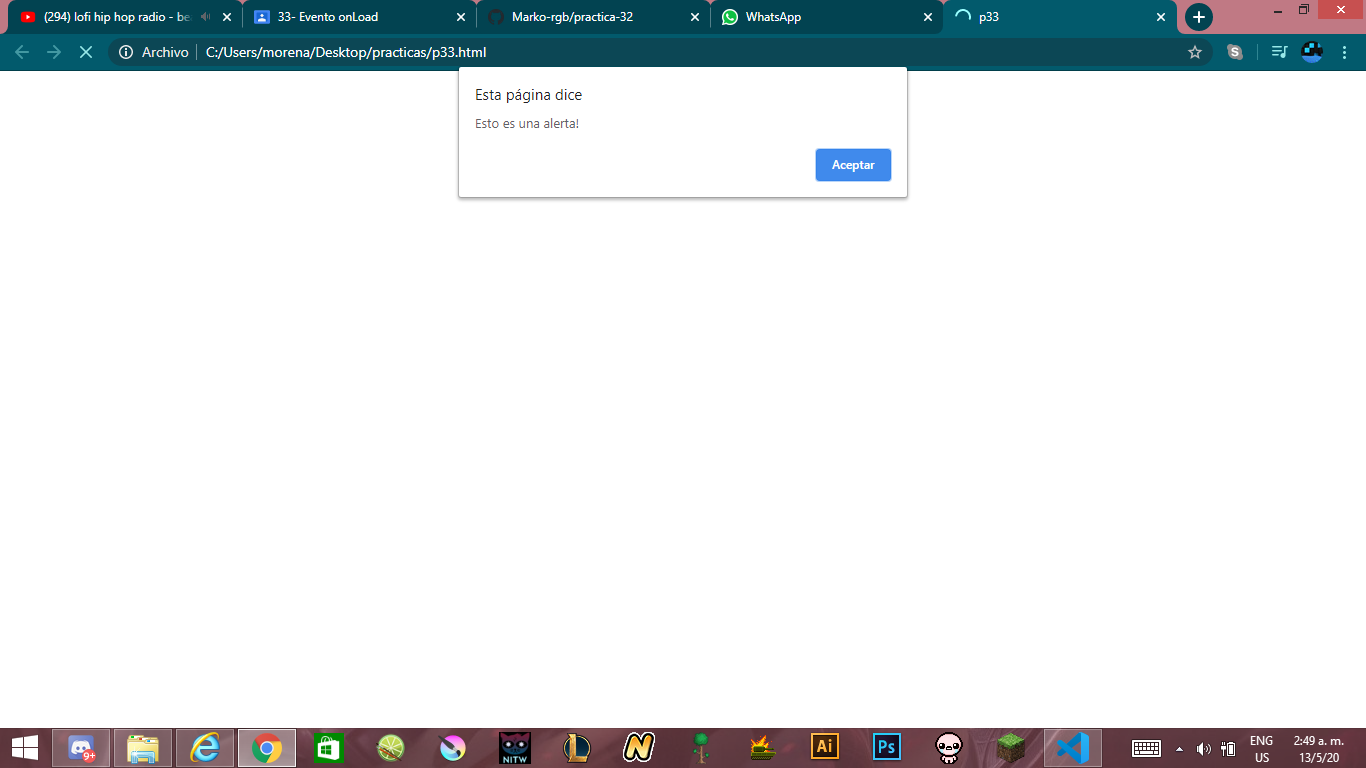 (294) lofi hip hop radio - be
33- Evento onLoad
Marko-rgb/practica-32
WhatsApp
p33
Archivo
C:/Users/morena/Desktop/practicas/p33.html
Esta página dice
Esto es una alerta!
Aceptar
9+
NITW
L
N
Ai
Ps
ENG
US
2:49 a. m.
13/5/20